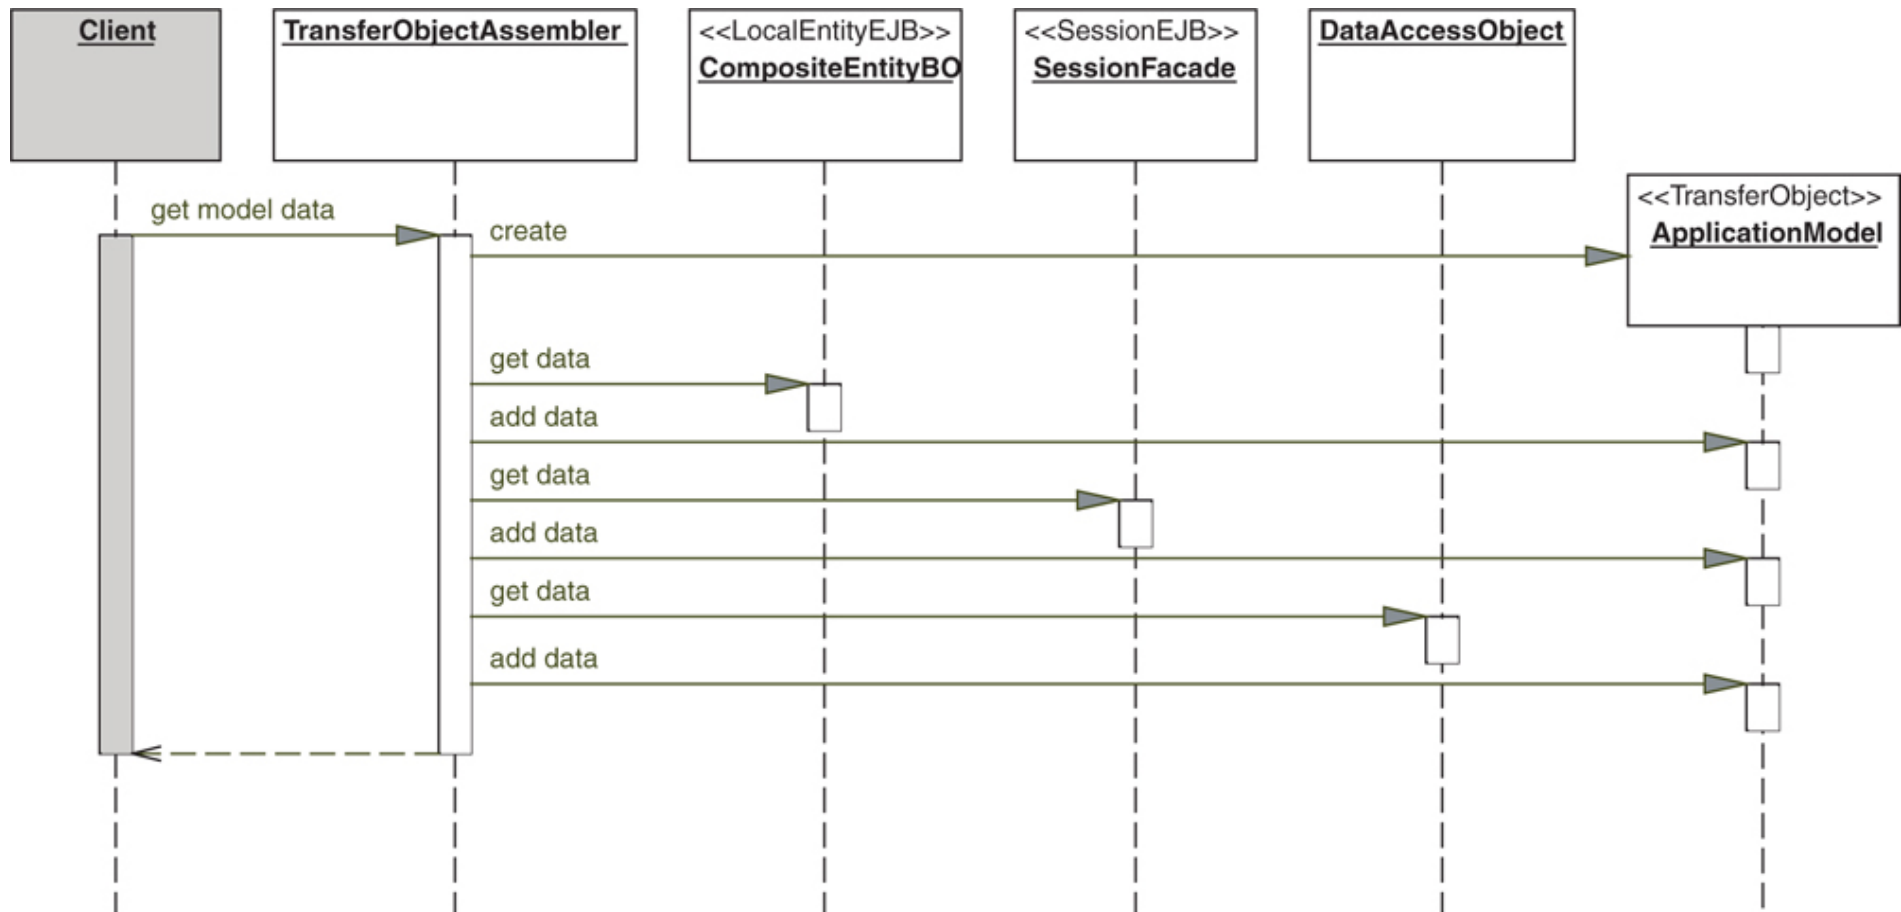 Client
TransferObjectAssembler
<<LocalEntityEJB>>
CompositeEntityBO
<<SessionEJB>>
SessionFacade
DataAccessObject
<<TransferObject>>
ApplicationModel
get model data
create
get data
add data
get data
add data
get data
add data